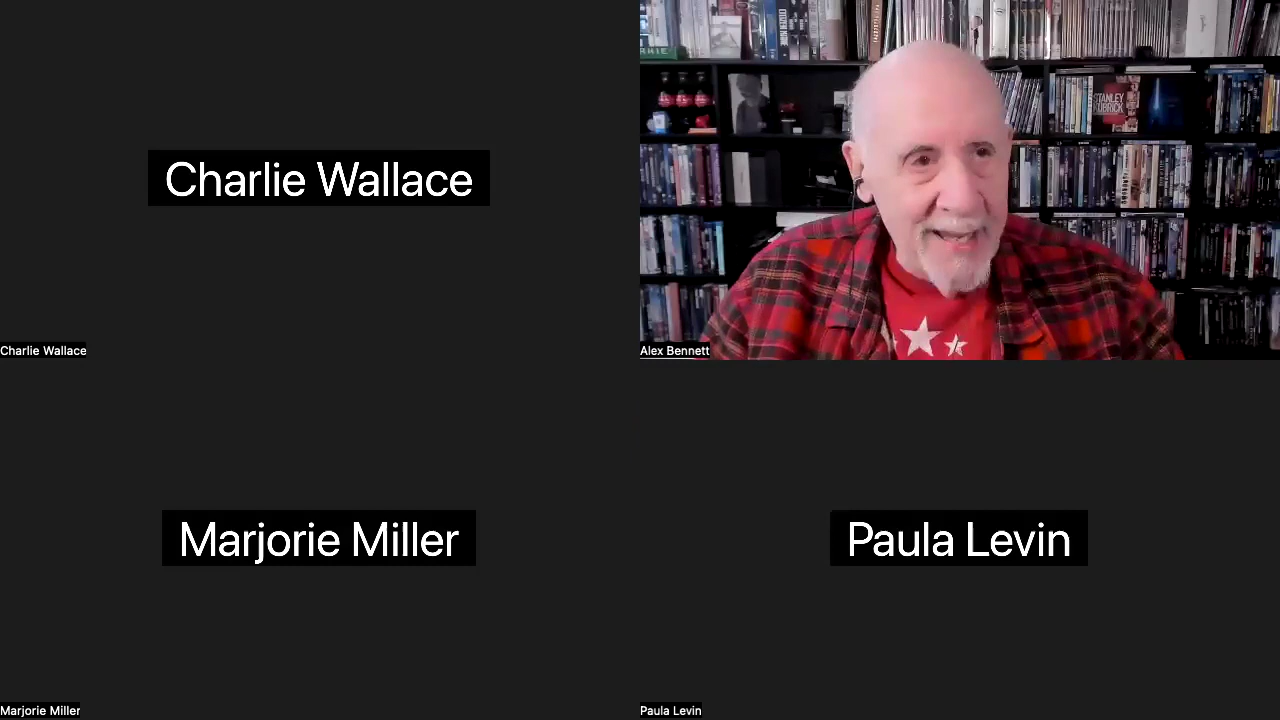 Charlie Wallace
Charlie Wallace
STANLEY
KUBRICK
Alex Bennett
Marjorie Miller
Marjorie Miller
Paula Levin
Paula Levin